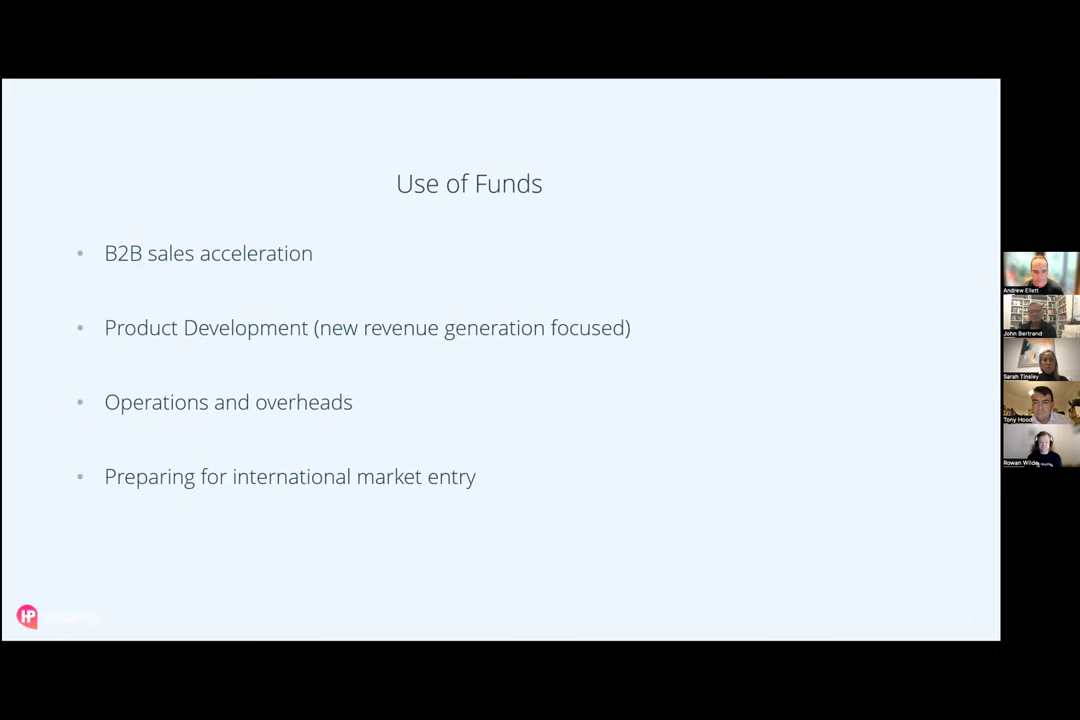 Use of Funds
• B2B sales acceleration
• Product Development (new revenue generation focused)
• Operations and overheads
• Preparing for international market entry
HP
Andrew Ellett
John Bertrand
Sarah Tinsley
Tony Hood
Rowan Wilde